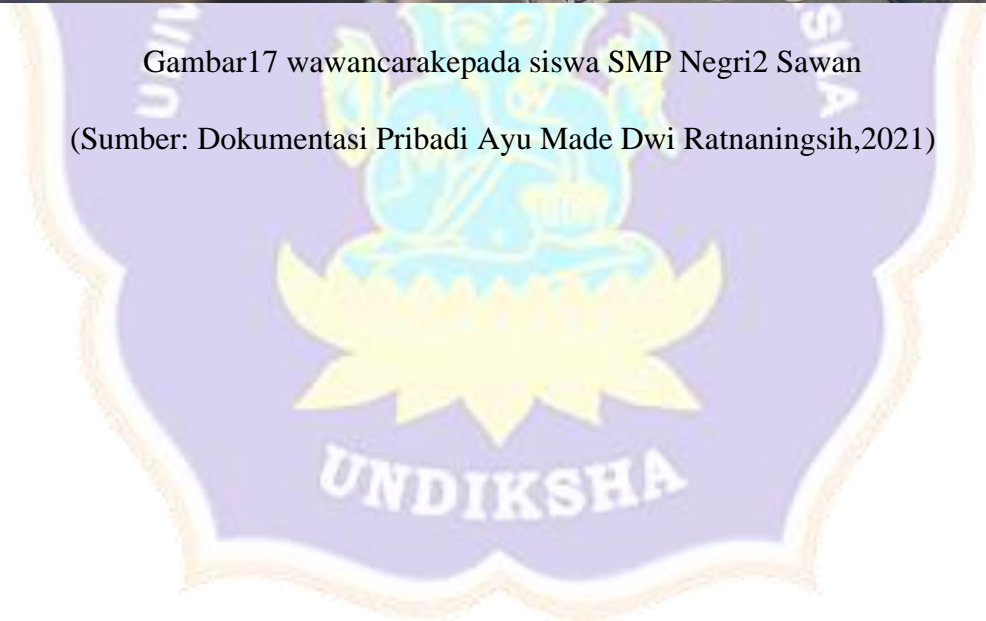 Gambar17 wawancarakepada siswa SMP Negri2 Sawan
(Sumber: Dokumentasi Pribadi Ayu Made Dwi Ratnaningsih,2021)
UNDIKSHA